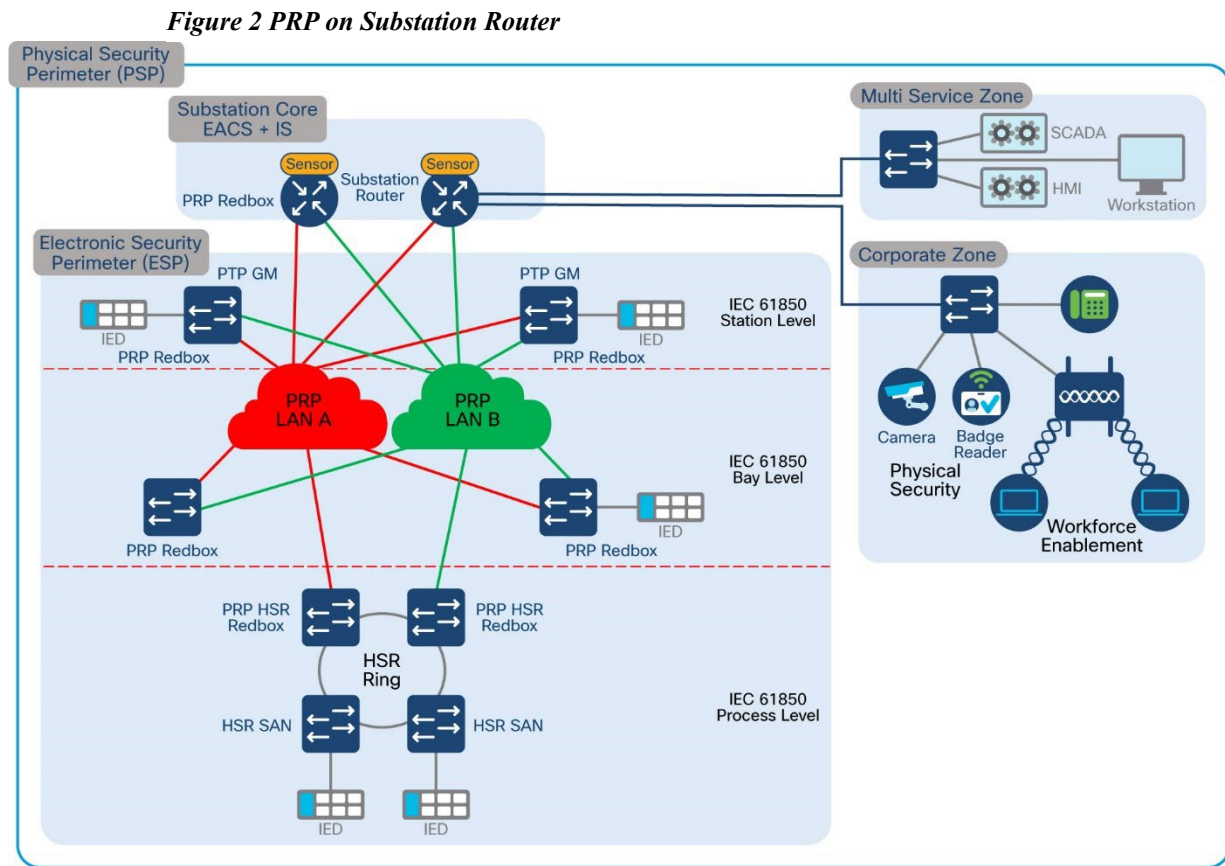 Figure 2 PRP on Substation Router
Physical Security
Perimeter (PSP)
Substation Core
EACS + IS
Sensor
Sensor
Substation
Router
PRP Redbox
Multi Service Zone
SCADA
HMI
Workstation
Electronic Security
Perimeter (ESP)
PTP GM
PTP GM
IED
IED
PRP Redbox
PRP Redbox
IEC 61850
Station Level
Corporate Zone
Camera
Badge
Reader
Physical
Security
Workforce
Enablement
PRP
LAN A
PRP
LAN B
IEC 61850
Bay Level
PRP Redbox
PRP Redbox
IED
PRP HSR
Redbox
PRP HSR
Redbox
HSR
Ring
HSR SAN
HSR SAN
IEC 61850
Process Level
IED
IED